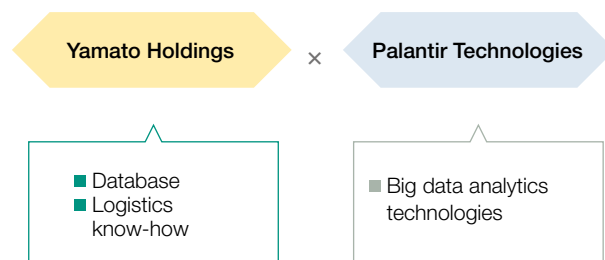 Yamato Holdings
×
Palantir Technologies
Database
Logistics
know-how
Big data analytics
technologies